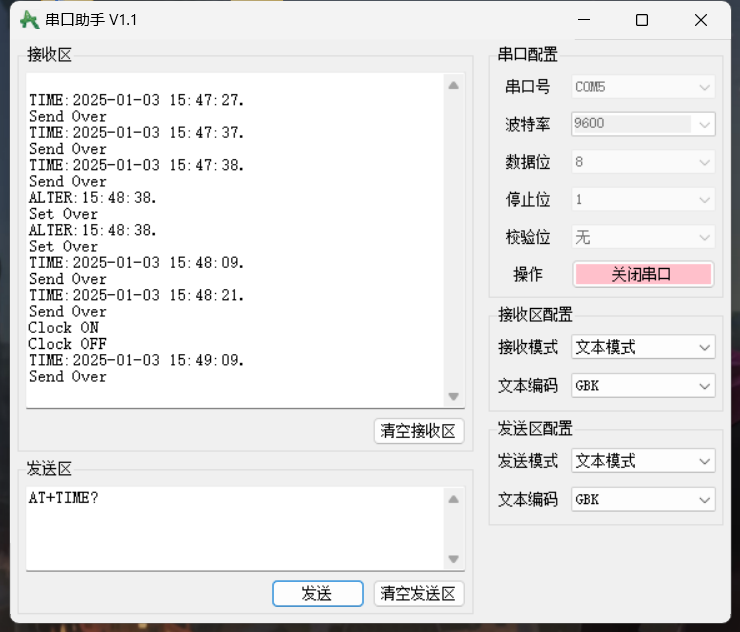 串口助手 V1.1
接收区
TIME:2025-01-03 15:47:27.
Send Over
TIME:2025-01-03 15:47:37.
Send Over
TIME:2025-01-03 15:47:38.
Send Over
ALTER:15:48:38.
Set Over
ALTER:15:48:38.
Set Over
TIME:2025-01-03 15:48:09.
Send Over
TIME:2025-01-03 15:48:21.
Send Over
Clock ON
Clock OFF
TIME:2025-01-03 15:49:09.
Send Over
清空接收区
发送区
AT+TIME?
发送 清空发送区
串口配置
串口号 COM5
波特率 9600
数据位 8
停止位 1
校验位 无
操作 关闭串口
接收区配置
接收模式 文本模式
文本编码 GBK
发送区配置
发送模式 文本模式
文本编码 GBK